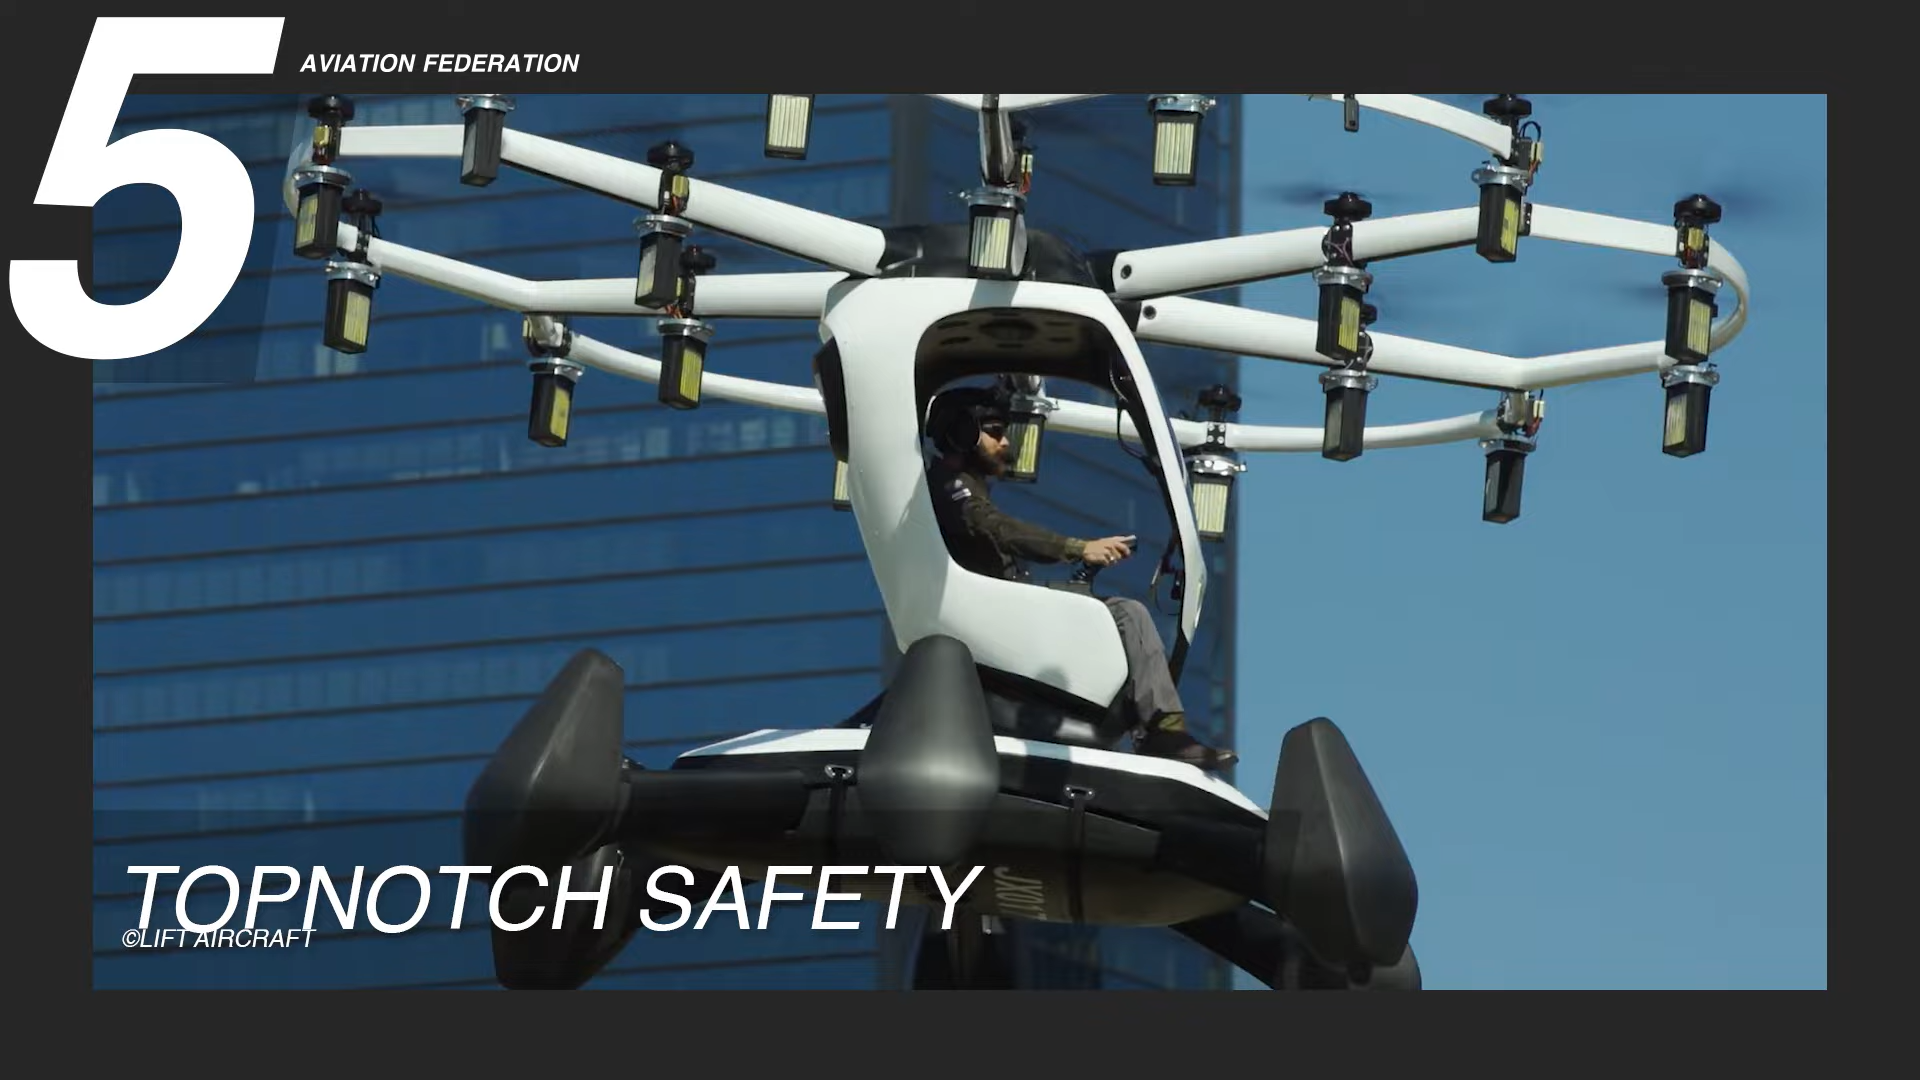 5
AVIATION FEDERATION
TOPNOTCH SAFETY
©LIFT AIRCRAFT